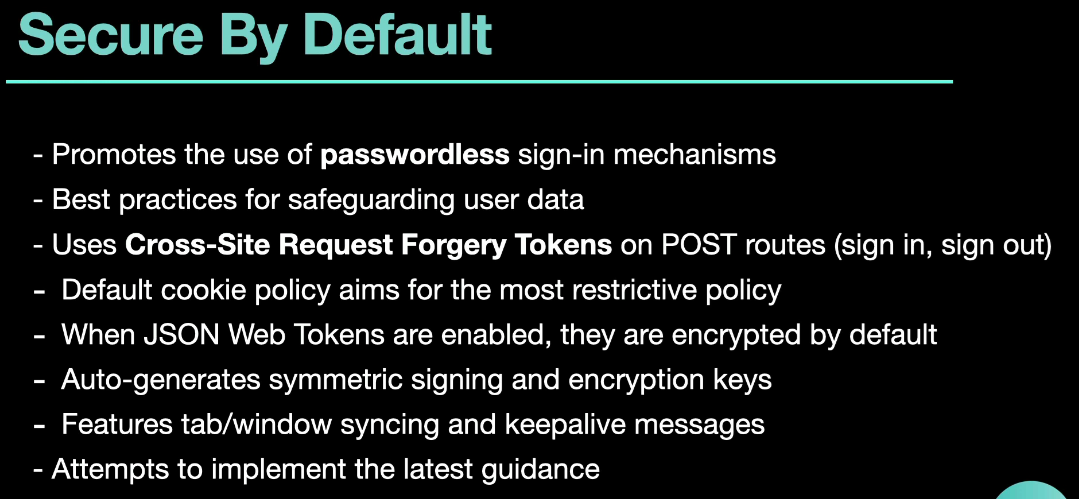 Secure By Default
- Promotes the use of passwordless sign-in mechanisms
- Best practices for safeguarding user data
- Uses Cross-Site Request Forgery Tokens on POST routes (sign in, sign out)
- Default cookie policy aims for the most restrictive policy
- When JSON Web Tokens are enabled, they are encrypted by default
- Auto-generates symmetric signing and encryption keys
- Features tab/window syncing and keepalive messages
- Attempts to implement the latest guidance